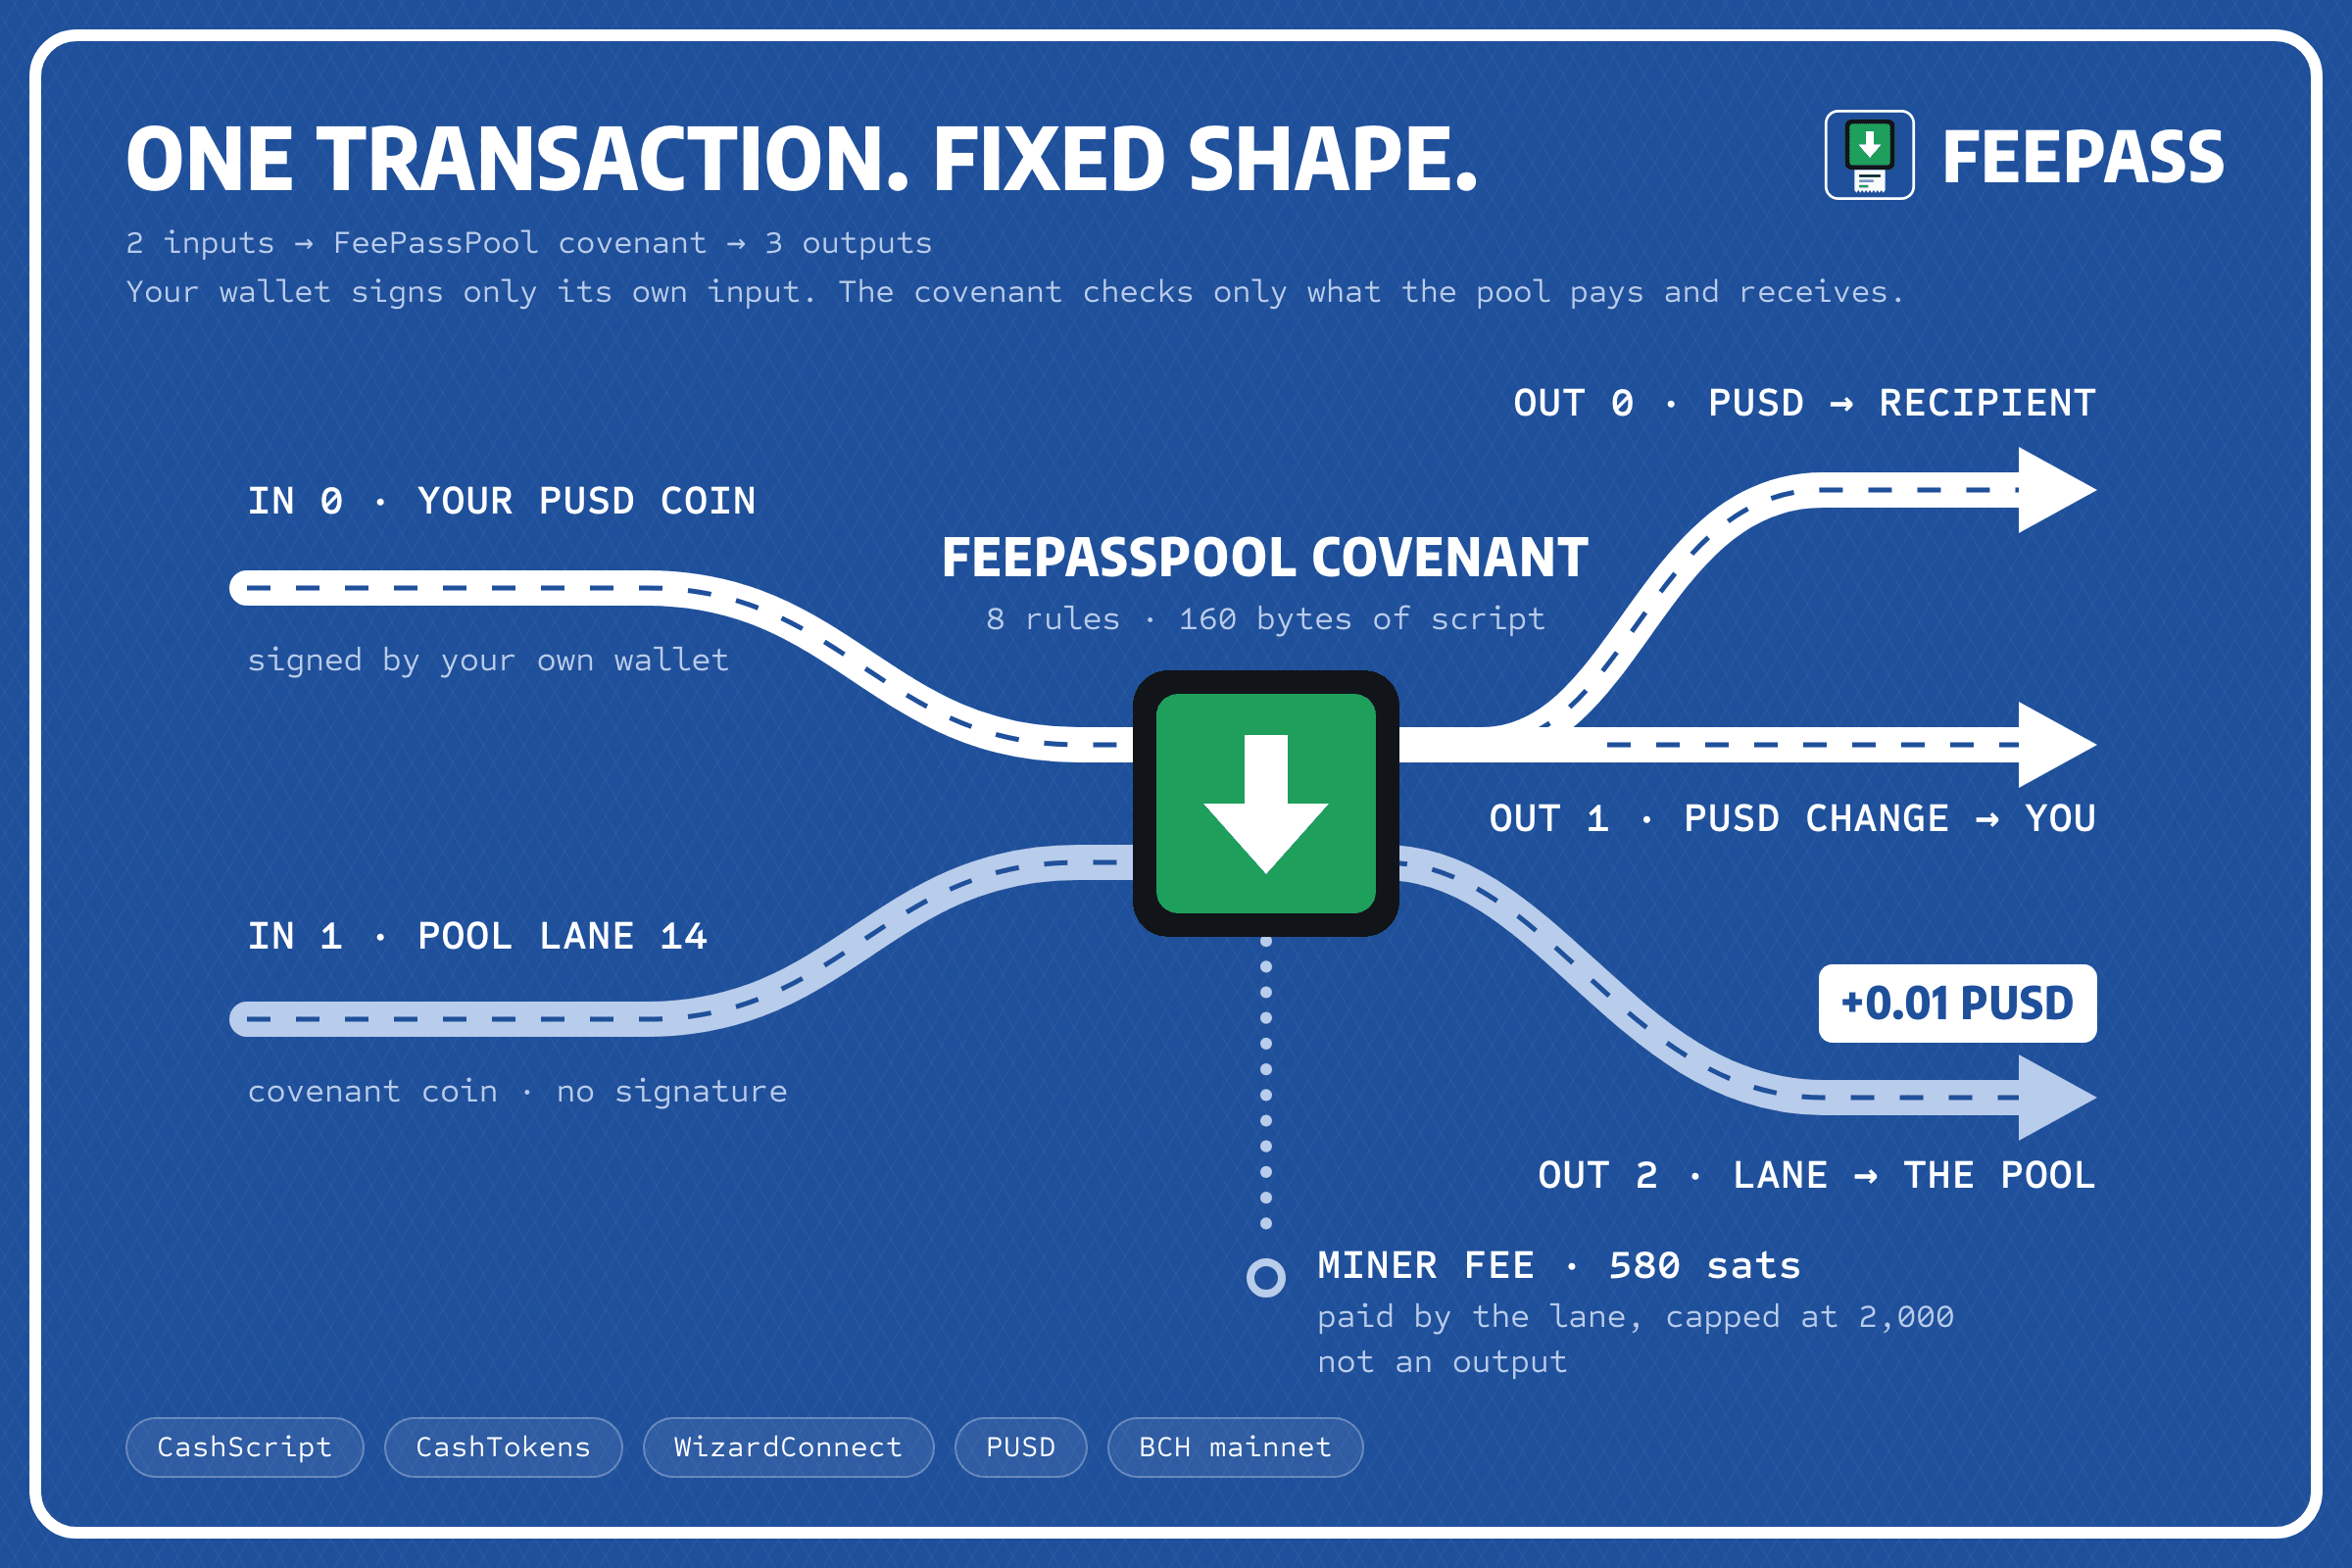 ONE TRANSACTION. FIXED SHAPE.
FEEPASS
2 inputs → FeePassPool covenant → 3 outputs
Your wallet signs only its own input. The covenant checks only what the pool pays and receives.
OUT 0 · PUSD → RECIPIENT
IN 0 · YOUR PUSD COIN
signed by your own wallet
FEEPASSPOOL COVENANT
8 rules · 160 bytes of script
OUT 1 · PUSD CHANGE → YOU
IN 1 · POOL LANE 14
covenant coin · no signature
+0.01 PUSD
OUT 2 · LANE → THE POOL
MINER FEE · 580 sats
paid by the lane, capped at 2,000
not an output
CashScript
CashTokens
WizardConnect
PUSD
BCH mainnet